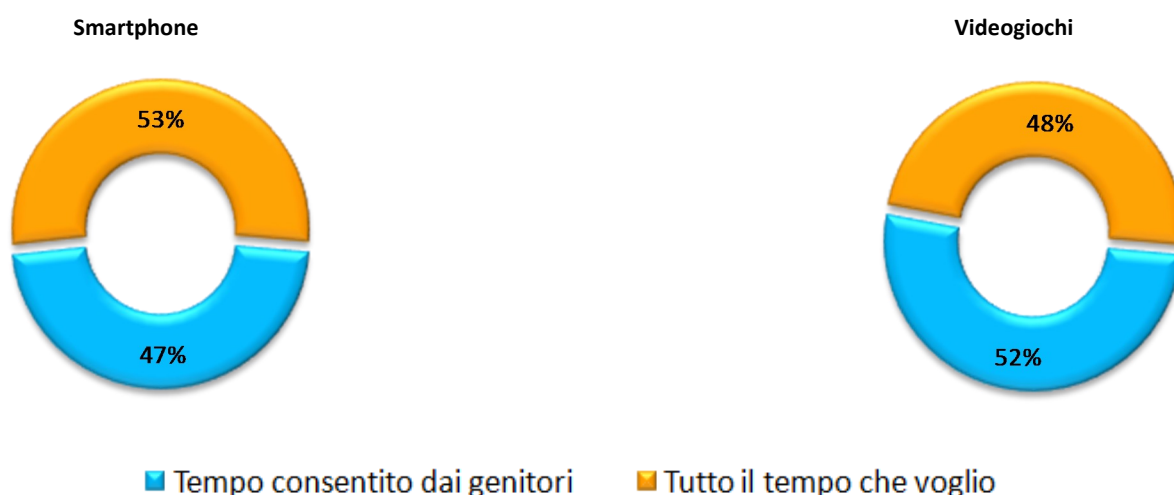 Smartphone
Videogiochi
53%
48%
47%
52%
Tempo consentito dai genitori
Tutto il tempo che voglio